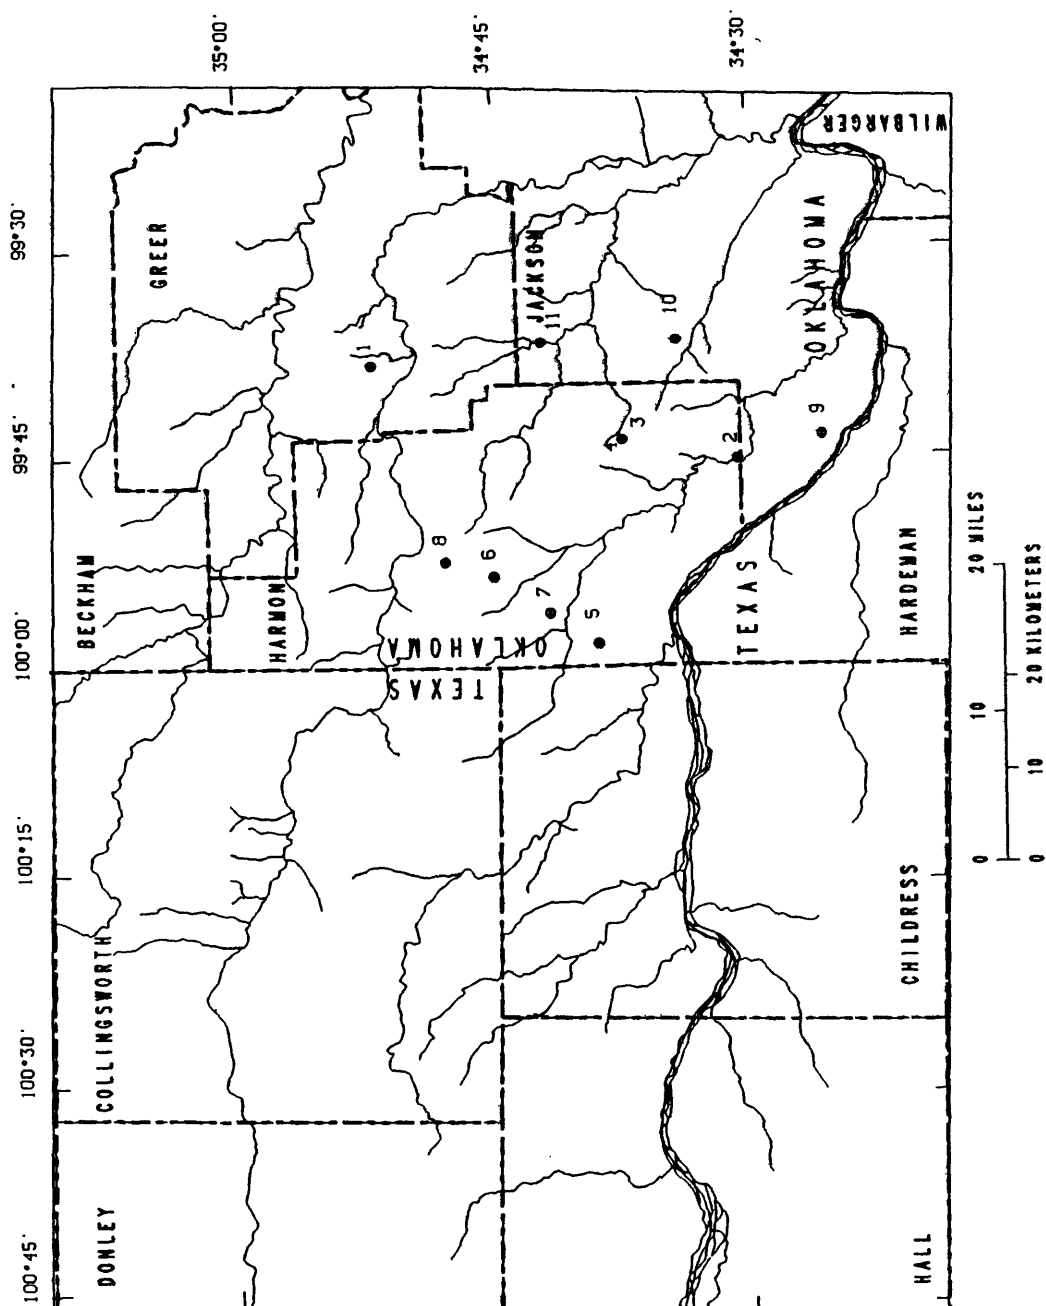 100°45'
100°30'
100°15'
100°00'
99°45'
99°30'
35°00'
34°45'
34°30'
DONLEY
COLLINGSWORTH
BECKHAM
GREER
HARMON
OKLAHOMA
TEXAS
JACKSON
1
11
10
8
6
7
5
3
2
9
TEXAS
OKLAHOMA
WILBARGER
HALL
CHILDRESS
HARDEMAN
0 10 20 MILES
0 10 20 KILOMETERS